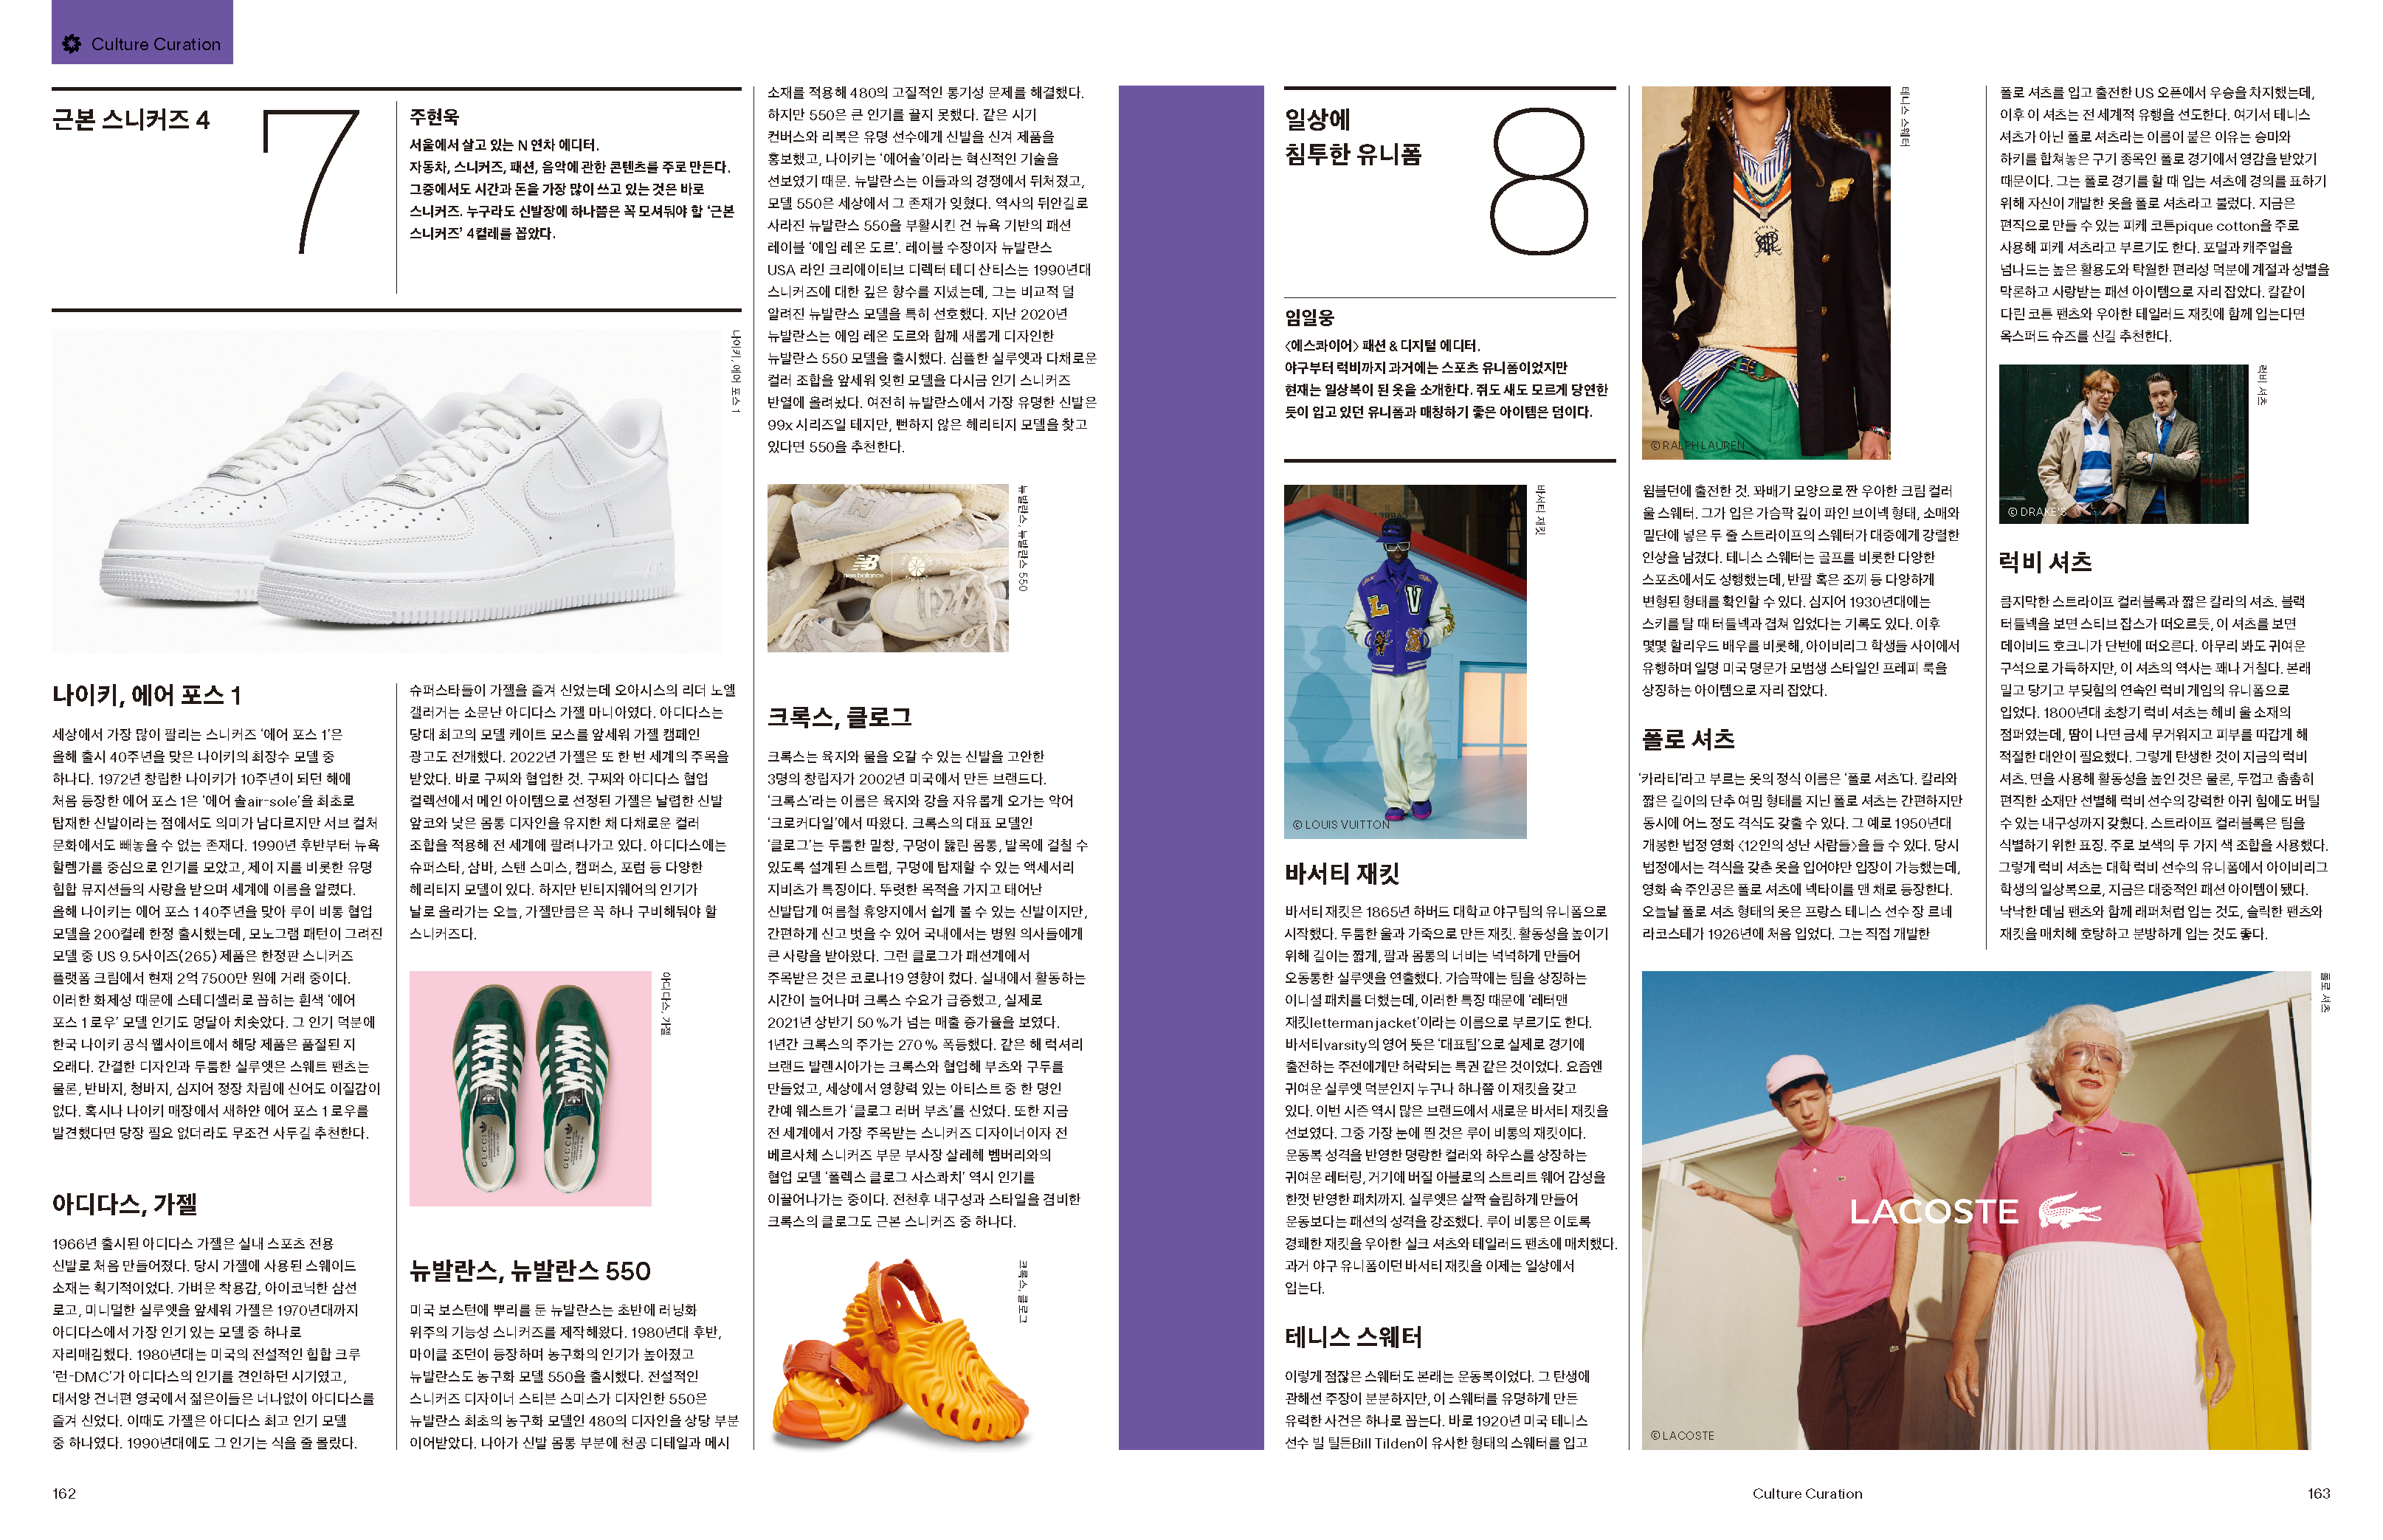 Culture Curation
근본 스니커즈 4
7
주현욱
서울에서 살고 있는 N 연차 에디터.
자동차, 스니커즈, 패션, 음악에 관한 콘텐츠를 주로 만든다.
그중에서도 시간과 돈을 가장 많이 쓰고 있는 것은 바로
스니커즈. 누구라도 신발장에 하나쯤은 꼭 모셔둬야 할 ‘근본
스니커즈’ 4켤레를 꼽았다.
나이키, 에어 포스 1
나이키, 에어 포스 1
세상에서 가장 많이 팔리는 스니커즈 ‘에어 포스 1’은
올해 출시 40주년을 맞은 나이키의 최장수 모델 중
하나다. 1972년 창립한 나이키가 10주년이 되던 해에
처음 등장한 에어 포스 1은 ‘에어 솔air-sole’을 최초로
탑재한 신발이라는 점에서도 의미가 남다르지만 서브 컬처
문화에서도 빼놓을 수 없는 존재다. 1990년 후반부터 뉴욕
할렘가를 중심으로 인기를 모았고, 제이 지를 비롯한 유명
힙합 뮤지션들의 사랑을 받으며 세계에 이름을 알렸다.
올해 나이키는 에어 포스 1 40주년을 맞아 루이 비통 협업
모델을 200켤레 한정 출시했는데, 모노그램 패턴이 그려진
모델 중 US 9.5사이즈(265) 제품은 한정판 스니커즈
플랫폼 크림에서 현재 2억 7500만 원에 거래 중이다.
이러한 화제성 때문에 스테디셀러로 꼽히는 흰색 ‘에어
포스 1 로우’ 모델 인기도 덩달아 치솟았다. 그 인기 덕분에
한국 나이키 공식 웹사이트에서 해당 제품은 품절된 지
오래다. 간결한 디자인과 두툼한 실루엣은 스웨트 팬츠는
물론, 반바지, 청바지, 심지어 정장 차림에 신어도 이질감이
없다. 혹시나 나이키 매장에서 새하얀 에어 포스 1 로우를
발견했다면 당장 필요 없더라도 무조건 사두길 추천한다.
아디다스, 가젤
1966년 출시된 아디다스 가젤은 실내 스포츠 전용
신발로 처음 만들어졌다. 당시 가젤에 사용된 스웨이드
소재는 획기적이었다. 가벼운 착용감, 아이코닉한 삼선
로고, 미니멀한 실루엣을 앞세워 가젤은 1970년대까지
아디다스에서 가장 인기 있는 모델 중 하나로
자리매김했다. 1980년대는 미국의 전설적인 힙합 크루
‘런-DMC’가 아디다스의 인기를 견인하던 시기였고,
대서양 건너편 영국에서 젊은이들은 너나없이 아디다스를
즐겨 신었다. 이때도 가젤은 아디다스 최고 인기 모델
중 하나였다. 1990년대에도 그 인기는 식을 줄 몰랐다.
슈퍼스타들이 가젤을 즐겨 신었는데 오아시스의 리더 노엘
갤러거는 소문난 아디다스 가젤 마니아였다. 아디다스는
당대 최고의 모델 케이트 모스를 앞세워 가젤 캠페인
광고도 전개했다. 2022년 가젤은 또 한 번 세계의 주목을
받았다. 바로 구찌와 협업한 것. 구찌와 아디다스 협업
컬렉션에서 메인 아이템으로 선정된 가젤은 날렵한 신발
앞코와 낮은 몸통 디자인을 유지한 채 다채로운 컬러
조합을 적용해 전 세계에 팔려나가고 있다. 아디다스에는
슈퍼스타, 삼바, 스탠 스미스, 캠퍼스, 포럼 등 다양한
헤리티지 모델이 있다. 하지만 빈티지웨어의 인기가
날로 올라가는 오늘, 가젤만큼은 꼭 하나 구비해둬야 할
스니커즈다.
아디다스, 가젤
GUCCI
GUCCI
뉴발란스, 뉴발란스 550
미국 보스턴에 뿌리를 둔 뉴발란스는 초반에 러닝화
위주의 기능성 스니커즈를 제작해왔다. 1980년대 후반,
마이클 조던이 등장하며 농구화의 인기가 높아졌고
뉴발란스도 농구화 모델 550을 출시했다. 전설적인
스니커즈 디자이너 스티븐 스미스가 디자인한 550은
뉴발란스 최초의 농구화 모델인 480의 디자인을 상당 부분
이어받았다. 나아가 신발 몸통 부분에 천공 디테일과 메시
소재를 적용해 480의 고질적인 통기성 문제를 해결했다.
하지만 550은 큰 인기를 끌지 못했다. 같은 시기
컨버스와 리복은 유명 선수에게 신발을 신겨 제품을
홍보했고, 나이키는 ‘에어솔’이라는 혁신적인 기술을
선보였기 때문. 뉴발란스는 이들과의 경쟁에서 뒤처졌고,
모델 550은 세상에서 그 존재가 잊혔다. 역사의 뒤안길로
사라진 뉴발란스 550을 부활시킨 건 뉴욕 기반의 패션
레이블 ‘에임 레온 도르’. 레이블 수장이자 뉴발란스
USA 라인 크리에이티브 디렉터 테디 산티스는 1990년대
스니커즈에 대한 깊은 향수를 지녔는데, 그는 비교적 덜
알려진 뉴발란스 모델을 특히 선호했다. 지난 2020년
뉴발란스는 에임 레온 도르와 함께 새롭게 디자인한
뉴발란스 550 모델을 출시했다. 심플한 실루엣과 다채로운
컬러 조합을 앞세워 잊힌 모델을 다시금 인기 스니커즈
반열에 올려놨다. 여전히 뉴발란스에서 가장 유명한 신발은
99x 시리즈일 테지만, 뻔하지 않은 헤리티지 모델을 찾고
있다면 550을 추천한다.
뉴발란스, 뉴발란스 550
new balance
크록스, 클로그
크록스는 육지와 물을 오갈 수 있는 신발을 고안한
3명의 창립자가 2002년 미국에서 만든 브랜드다.
‘크록스’라는 이름은 육지와 강을 자유롭게 오가는 악어
‘크로커다일’에서 따왔다. 크록스의 대표 모델인
‘클로그’는 두툼한 밑창, 구멍이 뚫린 몸통, 발목에 걸칠 수
있도록 설계된 스트랩, 구멍에 탑재할 수 있는 액세서리
지비츠가 특징이다. 뚜렷한 목적을 가지고 태어난
신발답게 여름철 휴양지에서 쉽게 볼 수 있는 신발이지만,
간편하게 신고 벗을 수 있어 국내에서는 병원 의사들에게
큰 사랑을 받아왔다. 그런 클로그가 패션계에서
주목받은 것은 코로나19 영향이 컸다. 실내에서 활동하는
시간이 늘어나며 크록스 수요가 급증했고, 실제로
2021년 상반기 50 %가 넘는 매출 증가율을 보였다.
1년간 크록스의 주가는 270 % 폭등했다. 같은 해 럭셔리
브랜드 발렌시아가는 크록스와 협업해 부츠와 구두를
만들었고, 세상에서 영향력 있는 아티스트 중 한 명인
칸예 웨스트가 ‘클로그 러버 부츠’를 신었다. 또한 지금
전 세계에서 가장 주목받는 스니커즈 디자이너이자 전
베르사체 스니커즈 부문 부사장 살레헤 벰버리와의
협업 모델 ‘폴렉스 클로그 사스콰치’ 역시 인기를
이끌어나가는 중이다. 전천후 내구성과 스타일을 겸비한
크록스의 클로그도 근본 스니커즈 중 하나다.
크록스, 클로그
162
일상에
침투한 유니폼
8
임일웅
〈에스콰이어〉 패션 & 디지털 에디터.
야구부터 럭비까지 과거에는 스포츠 유니폼이었지만
현재는 일상복이 된 옷을 소개한다. 쥐도 새도 모르게 당연한
듯이 입고 있던 유니폼과 매칭하기 좋은 아이템은 덤이다.
바서티 재킷
L V
© LOUIS VUITTON
바서티 재킷
바서티 재킷은 1865년 하버드 대학교 야구팀의 유니폼으로
시작했다. 두툼한 울과 가죽으로 만든 재킷. 활동성을 높이기
위해 길이는 짧게, 팔과 몸통의 너비는 넉넉하게 만들어
오동통한 실루엣을 연출했다. 가슴팍에는 팀을 상징하는
이니셜 패치를 더했는데, 이러한 특징 때문에 ‘레터맨
재킷letterman jacket’이라는 이름으로 부르기도 한다.
바서티varsity의 영어 뜻은 ‘대표팀’으로 실제로 경기에
출전하는 주전에게만 허락되는 특권 같은 것이었다. 요즘엔
귀여운 실루엣 덕분인지 누구나 하나쯤 이 재킷을 갖고
있다. 이번 시즌 역시 많은 브랜드에서 새로운 바서티 재킷을
선보였다. 그중 가장 눈에 띈 것은 루이 비통의 재킷이다.
운동복 성격을 반영한 명랑한 컬러와 하우스를 상장하는
귀여운 레터링, 거기에 버질 아블로의 스트리트 웨어 감성을
한껏 반영한 패치까지. 실루엣은 살짝 슬림하게 만들어
운동보다는 패션의 성격을 강조했다. 루이 비통은 이토록
경쾌한 재킷을 우아한 실크 셔츠와 테일러드 팬츠에 매치했다.
과거 야구 유니폼이던 바서티 재킷을 이제는 일상에서
입는다.
테니스 스웨터
이렇게 점잖은 스웨터도 본래는 운동복이었다. 그 탄생에
관해선 주장이 분분하지만, 이 스웨터를 유명하게 만든
유력한 사건은 하나로 꼽는다. 바로 1920년 미국 테니스
선수 빌 틸든Bill Tilden이 유사한 형태의 스웨터를 입고
테니스 스웨터
© RALPH LAUREN
윔블던에 출전한 것. 꽈배기 모양으로 짠 우아한 크림 컬러
울 스웨터. 그가 입은 가슴팍 깊이 파인 브이넥 형태, 소매와
밑단에 넣은 두 줄 스트라이프의 스웨터가 대중에게 강렬한
인상을 남겼다. 테니스 스웨터는 골프를 비롯한 다양한
스포츠에서도 성행했는데, 반팔 혹은 조끼 등 다양하게
변형된 형태를 확인할 수 있다. 심지어 1930년대에는
스키를 탈 때 터틀넥과 겹쳐 입었다는 기록도 있다. 이후
몇몇 할리우드 배우를 비롯해, 아이비리그 학생들 사이에서
유행하며 일명 미국 명문가 모범생 스타일인 프레피 룩을
상징하는 아이템으로 자리 잡았다.
폴로 셔츠
‘카라티’라고 부르는 옷의 정식 이름은 ‘폴로 셔츠’다. 칼라와
짧은 길이의 단추 여밈 형태를 지닌 폴로 셔츠는 간편하지만
동시에 어느 정도 격식도 갖출 수 있다. 그 예로 1950년대
개봉한 법정 영화 〈12인의 성난 사람들〉을 들 수 있다. 당시
법정에서는 격식을 갖춘 옷을 입어야만 입장이 가능했는데,
영화 속 주인공은 폴로 셔츠에 넥타이를 맨 채로 등장한다.
오늘날 폴로 셔츠 형태의 옷은 프랑스 테니스 선수 장 르네
라코스테가 1926년에 처음 입었다. 그는 직접 개발한
폴로 셔츠를 입고 출전한 US 오픈에서 우승을 차지했는데,
이후 이 셔츠는 전 세계적 유행을 선도한다. 여기서 테니스
셔츠가 아닌 폴로 셔츠라는 이름이 붙은 이유는 승마와
하키를 합쳐놓은 구기 종목인 폴로 경기에서 영감을 받았기
때문이다. 그는 폴로 경기를 할 때 입는 셔츠에 경의를 표하기
위해 자신이 개발한 옷을 폴로 셔츠라고 불렀다. 지금은
편직으로 만들 수 있는 피케 코튼pique cotton을 주로
사용해 피케 셔츠라고 부르기도 한다. 포멀과 캐주얼을
넘나드는 높은 활용도와 탁월한 편리성 덕분에 계절과 성별을
막론하고 사랑받는 패션 아이템으로 자리 잡았다. 칼같이
다린 코튼 팬츠와 우아한 테일러드 재킷에 함께 입는다면
옥스퍼드 슈즈를 신길 추천한다.
럭비 셔츠
© DRAKE'S
럭비 셔츠
큼지막한 스트라이프 컬러블록과 짧은 칼라의 셔츠. 블랙
터틀넥을 보면 스티브 잡스가 떠오르듯, 이 셔츠를 보면
데이비드 호크니가 단번에 떠오른다. 아무리 봐도 귀여운
구석으로 가득하지만, 이 셔츠의 역사는 꽤나 거칠다. 본래
밀고 당기고 부딪힘의 연속인 럭비 게임의 유니폼으로
입었다. 1800년대 초창기 럭비 셔츠는 헤비 울 소재의
점퍼였는데, 땀이 나면 금세 무거워지고 피부를 따갑게 해
적절한 대안이 필요했다. 그렇게 탄생한 것이 지금의 럭비
셔츠. 면을 사용해 활동성을 높인 것은 물론, 두껍고 촘촘히
편직한 소재만 선별해 럭비 선수의 강력한 아귀 힘에도 버틸
수 있는 내구성까지 갖췄다. 스트라이프 컬러블록은 팀을
식별하기 위한 표징. 주로 보색의 두 가지 색 조합을 사용했다.
그렇게 럭비 셔츠는 대학 럭비 선수의 유니폼에서 아이비리그
학생의 일상복으로, 지금은 대중적인 패션 아이템이 됐다.
낙낙한 데님 팬츠와 함께 래퍼처럼 입는 것도, 슬릭한 팬츠와
재킷을 매치해 호탕하고 분방하게 입는 것도 좋다.
폴로 셔츠
LACOSTE
© LACOSTE
Culture Curation
163